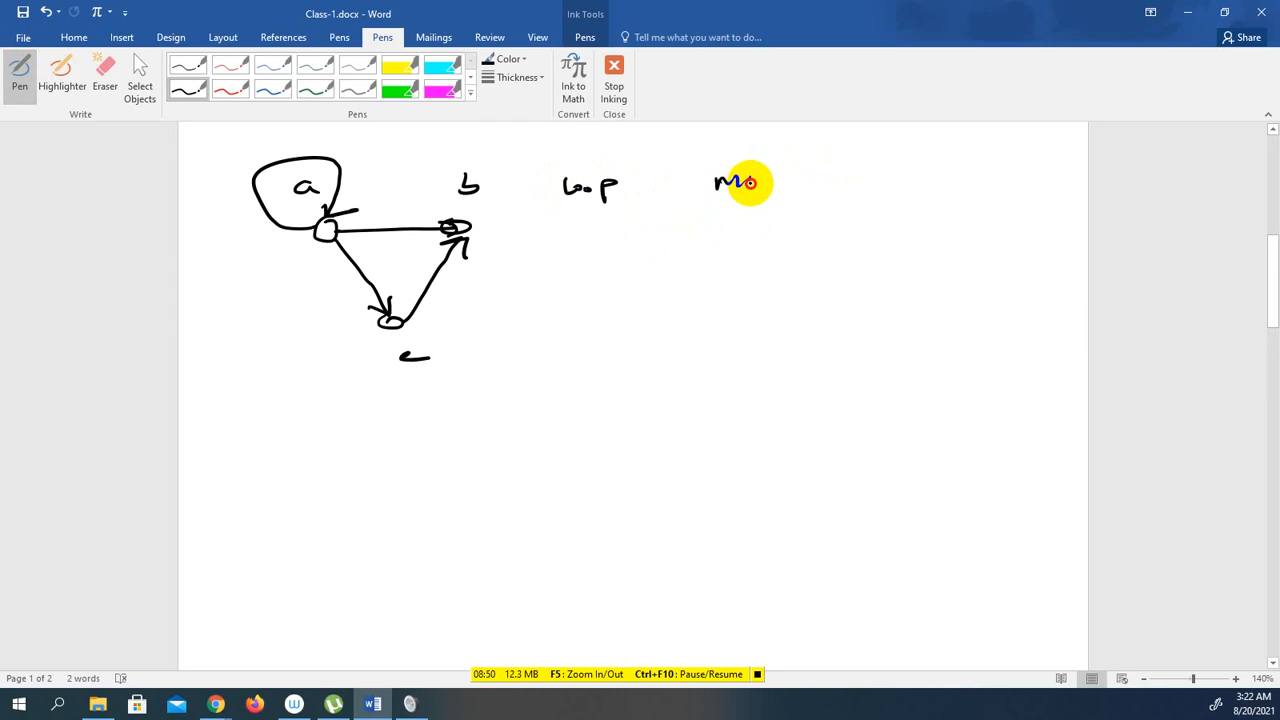 Class-1.docx - Word
Ink Tools
File Home Insert Draw Design Layout References Pens Pens Mailings Review View Pens Tell me what you want to do... Share
Pen Highlighter Eraser Select Objects
Color
Thickness
Ink to Math
Stop Inking
Write Pens Convert Close
a b loop
c
08:50 12.3 MB F5: Zoom In/Out Ctrl+F10: Pause/Resume
Page 1 of 2 2 words 140%
3:22 AM
8/20/2021